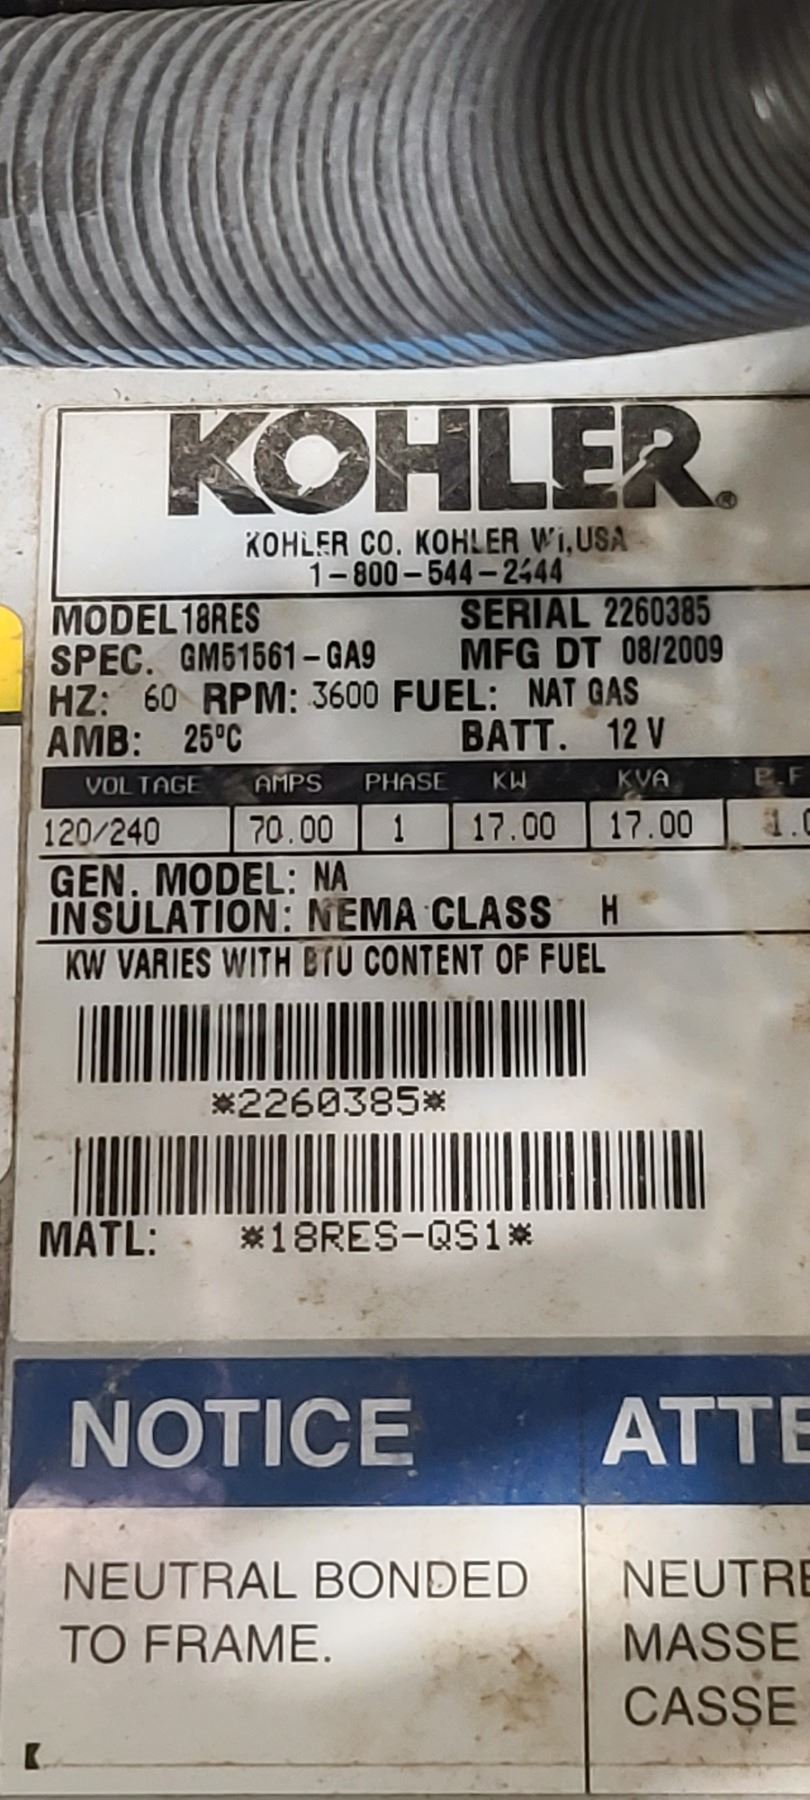 KOHLER®
KOHLER CO. KOHLER WI,USA
1-800-544-2444
MODEL 18RES SERIAL 2260385
SPEC. GM51561-GA9 MFG DT 08/2009
HZ: 60 RPM: 3600 FUEL: NAT GAS
AMB: 25°C BATT. 12 V
VOLTAGE AMPS PHASE KW KVA P.F
120/240 70.00 1 17.00 17.00 1.0
GEN. MODEL: NA
INSULATION: NEMA CLASS H
KW VARIES WITH BTU CONTENT OF FUEL
*2260385*
MATL: *18RES-QS1*
NOTICE ATTE
NEUTRAL BONDED
TO FRAME.
NEUTRE
MASSE
CASSE